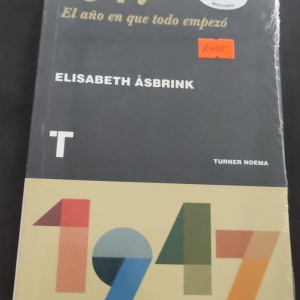 El año en que todo empezó
ELISABETH ÅSBRINK
T
TURNER NOEMA
1947